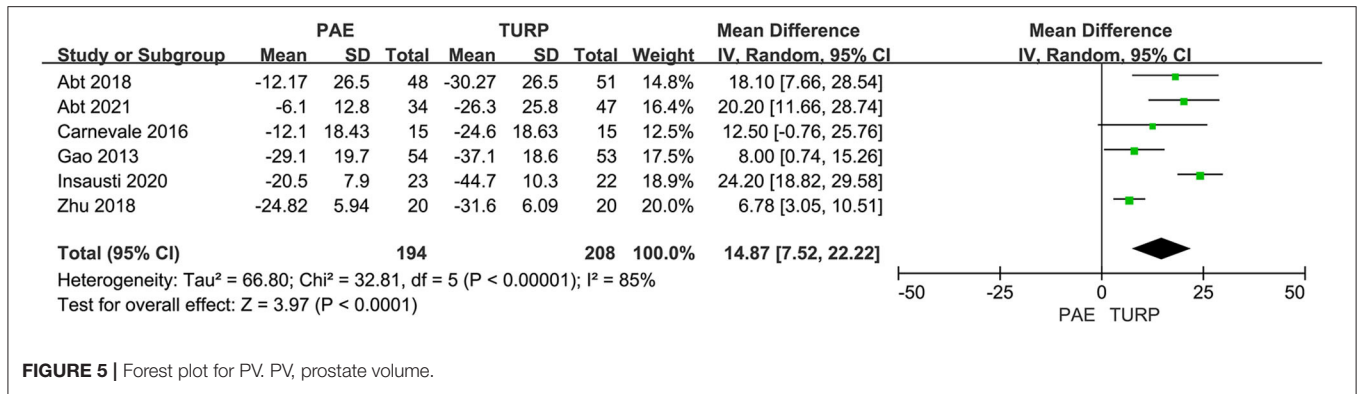 PAE TURP Mean Difference Mean Difference
Study or Subgroup Mean SD Total Mean SD Total Weight IV, Random, 95% CI IV, Random, 95% CI
Abt 2018 -12.17 26.5 48 -30.27 26.5 51 14.8% 18.10 [7.66, 28.54]
Abt 2021 -6.1 12.8 34 -26.3 25.8 47 16.4% 20.20 [11.66, 28.74]
Carnevale 2016 -12.1 18.43 15 -24.6 18.63 15 12.5% 12.50 [-0.76, 25.76]
Gao 2013 -29.1 19.7 54 -37.1 18.6 53 17.5% 8.00 [0.74, 15.26]
Insausti 2020 -20.5 7.9 23 -44.7 10.3 22 18.9% 24.20 [18.82, 29.58]
Zhu 2018 -24.82 5.94 20 -31.6 6.09 20 20.0% 6.78 [3.05, 10.51]
Total (95% CI) 194 208 100.0% 14.87 [7.52, 22.22]
Heterogeneity: Tau² = 66.80; Chi² = 32.81, df = 5 (P < 0.00001); I² = 85%
Test for overall effect: Z = 3.97 (P < 0.0001)
-50 -25 0 25 50
PAE TURP
FIGURE 5 | Forest plot for PV. PV, prostate volume.